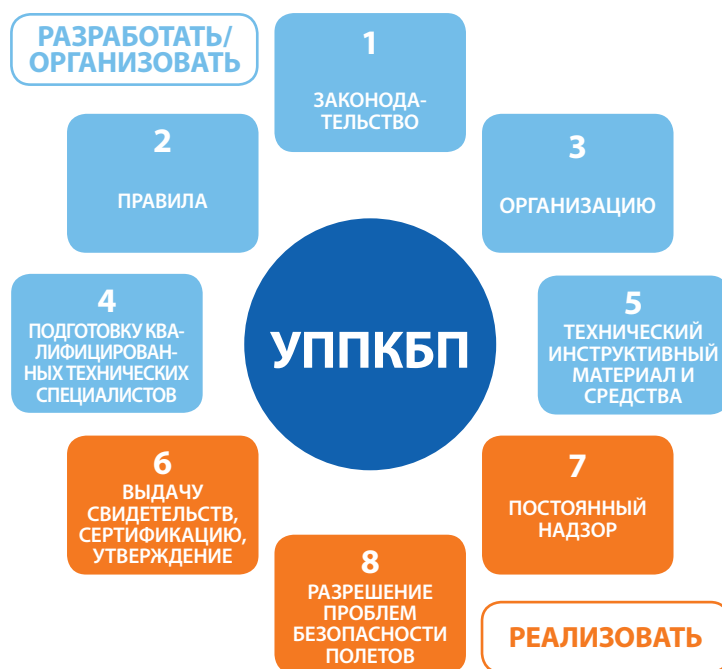 РАЗРАБОТАТЬ/
ОРГАНИЗОВАТЬ
1
ЗАКОНОДА-
ТЕЛЬСТВО
2
ПРАВИЛА
3
ОРГАНИЗАЦИЮ
УППКБП
4
ПОДГОТОВКУ КВА-
ЛИФИЦИРОВАН-
НЫХ ТЕХНИЧЕСКИХ
СПЕЦИАЛИСТОВ
5
ТЕХНИЧЕСКИЙ
ИНСТРУКТИВНЫЙ
МАТЕРИАЛ И
СРЕДСТВА
6
ВЫДАЧУ
СВИДЕТЕЛЬСТВ,
СЕРТИФИКАЦИЮ,
УТВЕРЖДЕНИЕ
7
ПОСТОЯННЫЙ
НАДЗОР
8
РАЗРЕШЕНИЕ
ПРОБЛЕМ
БЕЗОПАСНОСТИ
ПОЛЕТОВ
РЕАЛИЗОВАТЬ